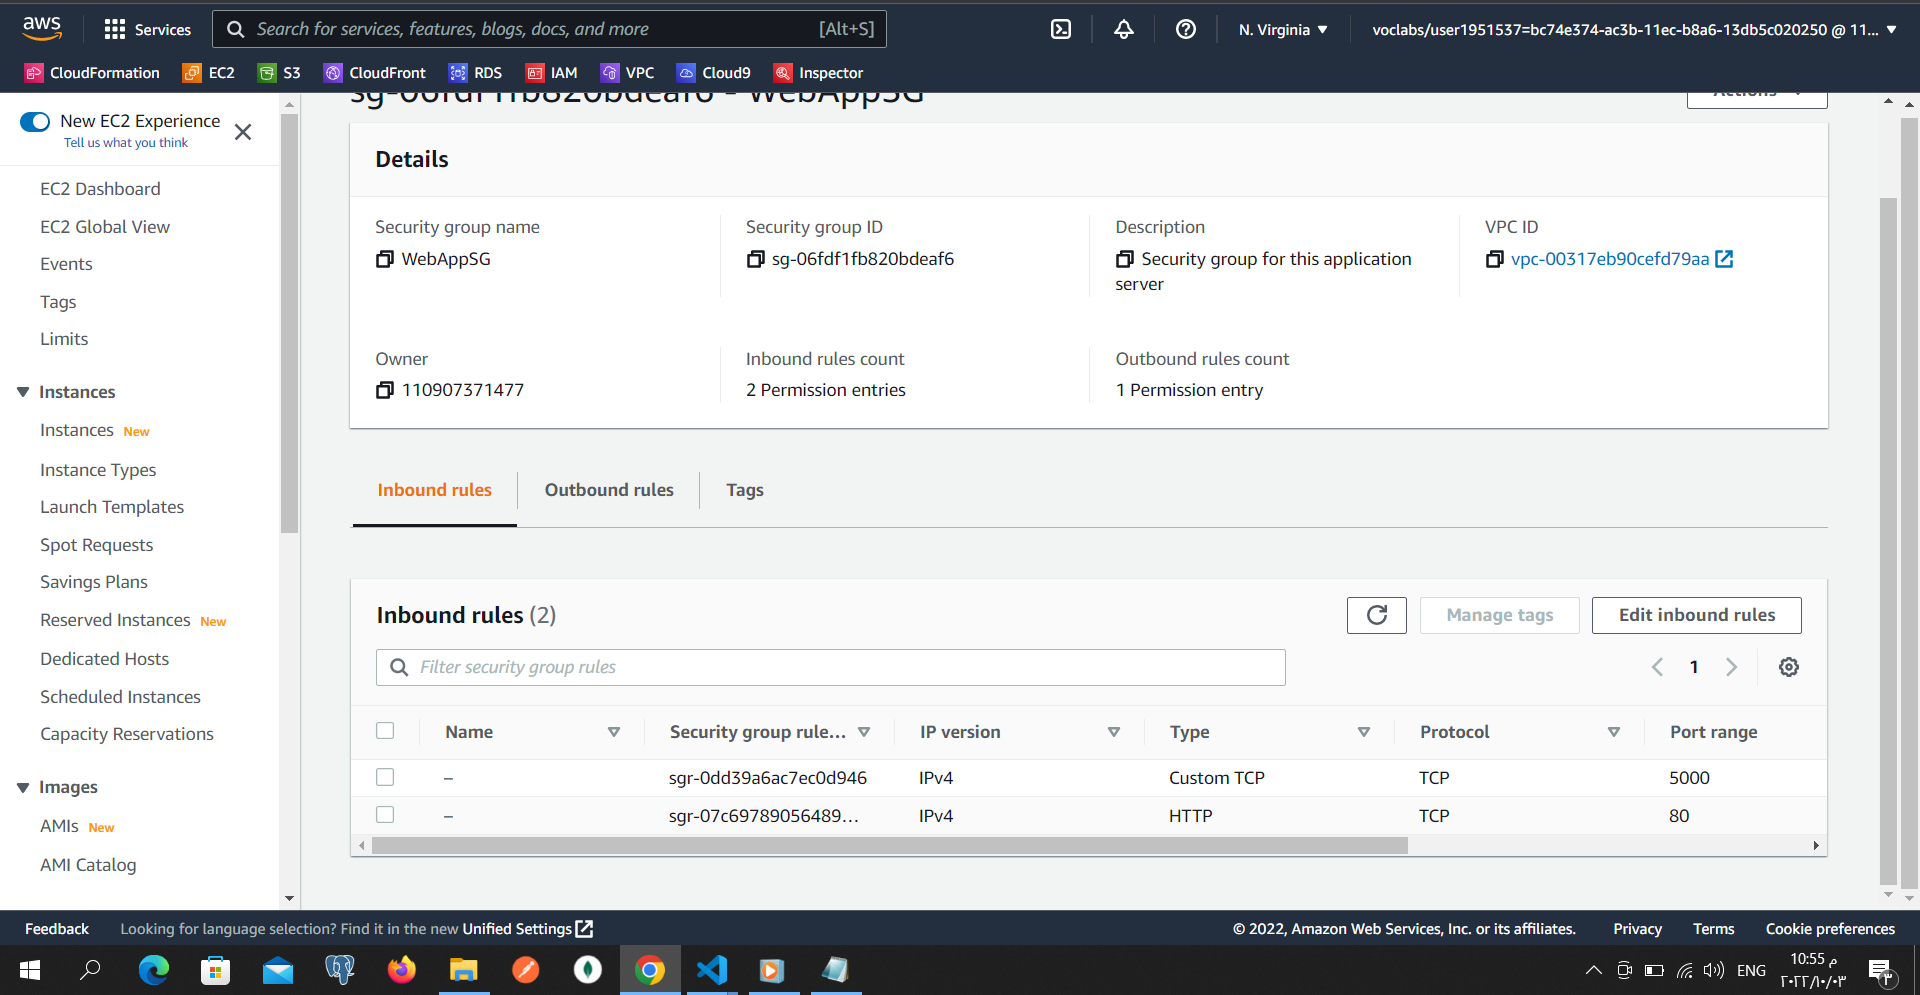 aws
Services
Search for services, features, blogs, docs, and more
[Alt+S]
N. Virginia
voclabs/user1951537=bc74e374-ac3b-11ec-b8a6-13db5c020250 @ 11...
CloudFormation
EC2
S3
CloudFront
RDS
IAM
VPC
Cloud9
Inspector
New EC2 Experience
Tell us what you think
EC2 Dashboard
EC2 Global View
Events
Tags
Limits
Instances
Instances New
Instance Types
Launch Templates
Spot Requests
Savings Plans
Reserved Instances New
Dedicated Hosts
Scheduled Instances
Capacity Reservations
Images
AMIs New
AMI Catalog
sg-06fdf1fb820bdeaf6 - WebAppSG
Actions
Details
Security group name
WebAppSG
Security group ID
sg-06fdf1fb820bdeaf6
Description
Security group for this application
server
VPC ID
vpc-00317eb90cefd79aa
Owner
110907371477
Inbound rules count
2 Permission entries
Outbound rules count
1 Permission entry
Inbound rules
Outbound rules
Tags
Inbound rules (2)
Manage tags
Edit inbound rules
Filter security group rules
1
Name
Security group rule...
IP version
Type
Protocol
Port range
– sgr-0dd39a6ac7ec0d946 IPv4 Custom TCP TCP 5000
– sgr-07c69789056489... IPv4 HTTP TCP 80
Feedback
Looking for language selection? Find it in the new Unified Settings
© 2022, Amazon Web Services, Inc. or its affiliates.
Privacy
Terms
Cookie preferences
ENG
10:55 م
٢٠٢٢/١٠/٠٣
٣